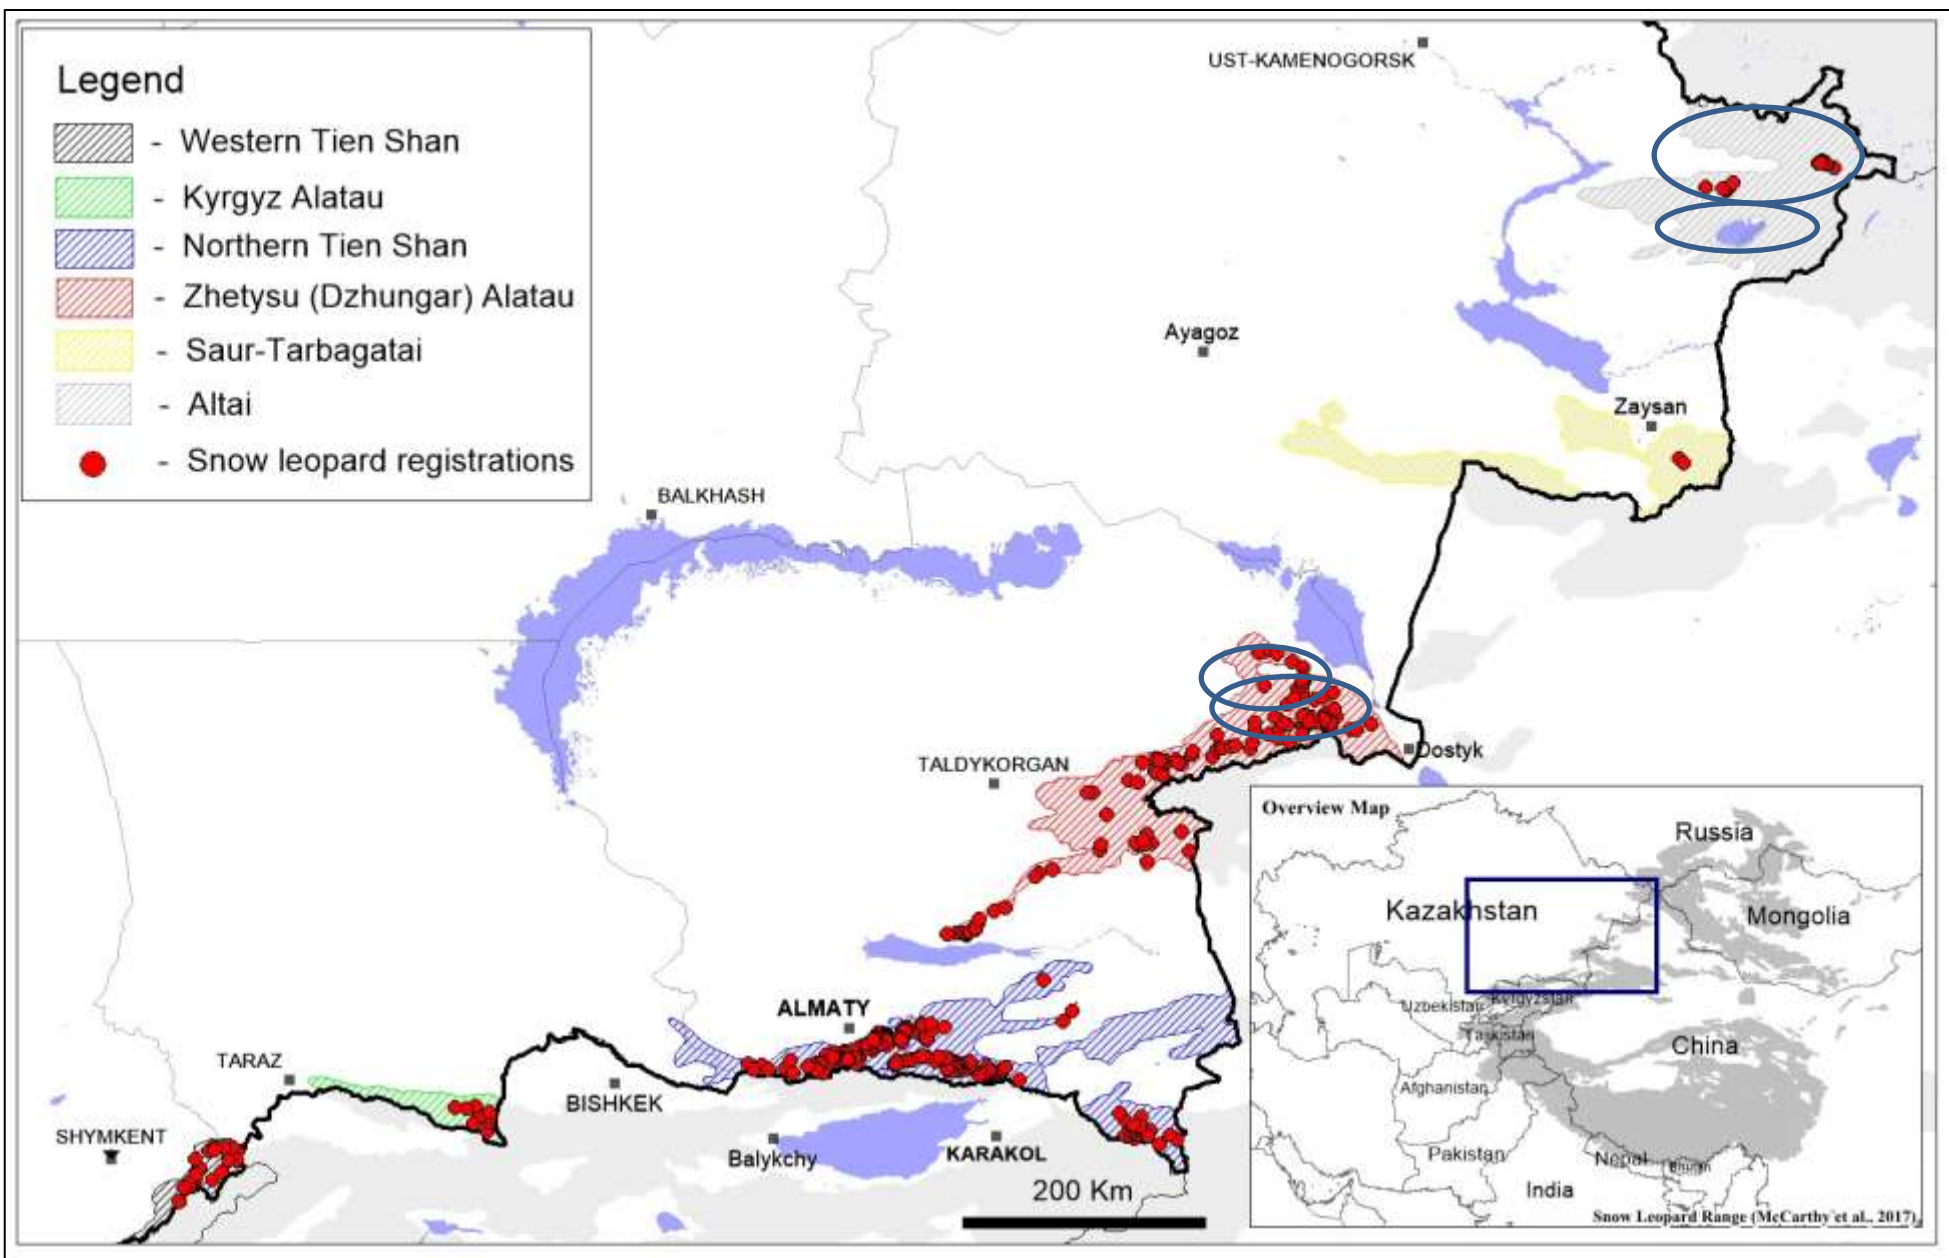 Legend
- Western Tien Shan
- Kyrgyz Alatau
- Northern Tien Shan
- Zhetysu (Dzhungar) Alatau
- Saur-Tarbagatai
- Altai
- Snow leopard registrations
UST-KAMENOGORSK
Ayagoz
Zaysan
BALKHASH
TALDYKORGAN
Dostyk
ALMATY
TARAZ
BISHKEK
SHYMKENT
Balykchy
KARAKOL
200 Km
Overview Map
Russia
Kazakhstan
Mongolia
Uzbekistan
Kyrgyzstan
Tajikistan
China
Afghanistan
Pakistan
Nepal
Bhutan
India
Snow Leopard Range (McCarthy et al., 2017)